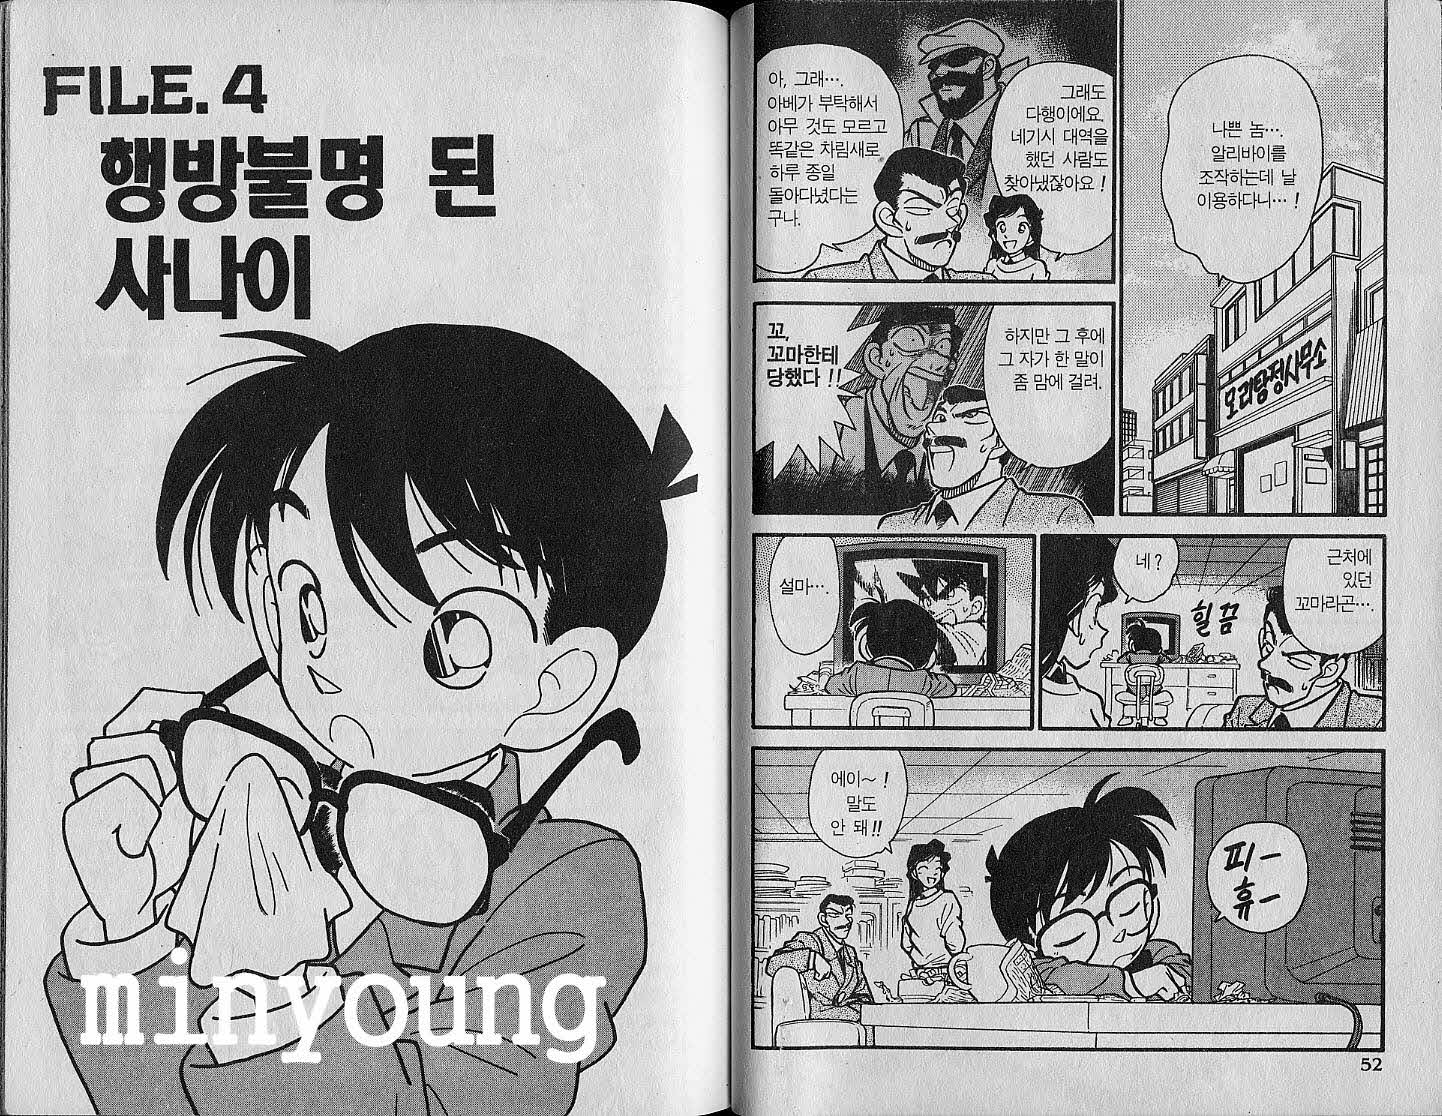 FILE. 4
행방불명 된
사나이
minyoung
나쁜 놈….
알리바이를
조작하는데 날
이용하다니…!
모리탐정사무소
그래도
다행이에요.
네기시 대역을
했던 사람도
찾아냈잖아요!
아, 그래….
아베가 부탁해서
아무 것도 모르고
똑같은 차림새로
하루 종일
돌아다녔다는
구나.
하지만 그 후에
그 자가 한 말이
좀 맘에 걸려.
꼬,
꼬마한테
당했다!!
근처에
있던
꼬마라곤….
네?
힐끔
설마….
에이~!
말도
안 돼!!
피-
휴-
52